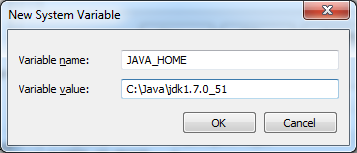 New System Variable
Variable name: JAVA_HOME
Variable value: C:\Java\jdk1.7.0_51
OK Cancel